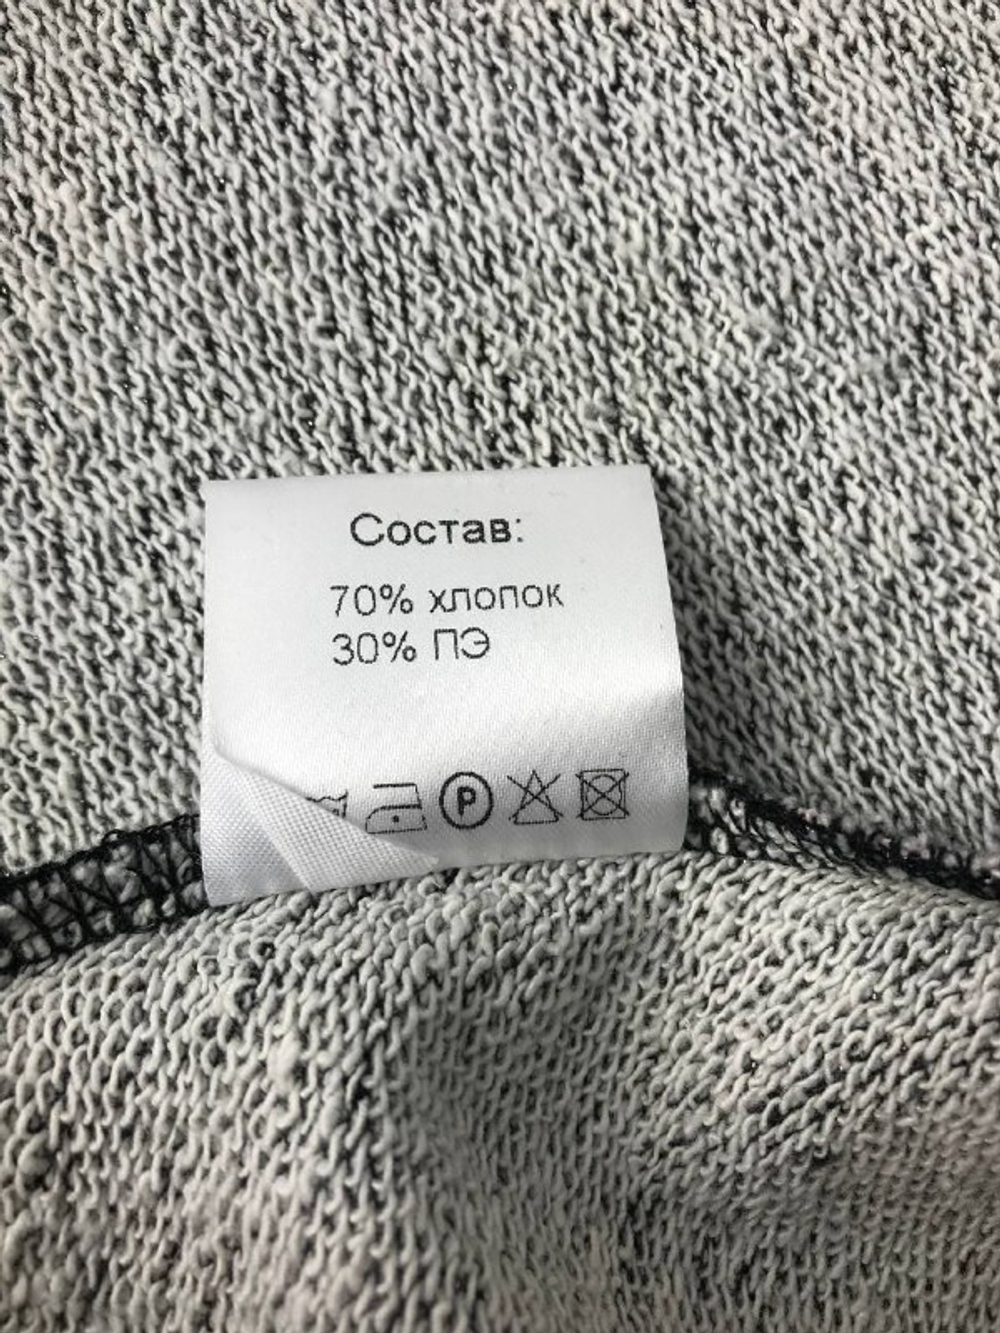 Состав:
70% хлопок
30% ПЭ
P